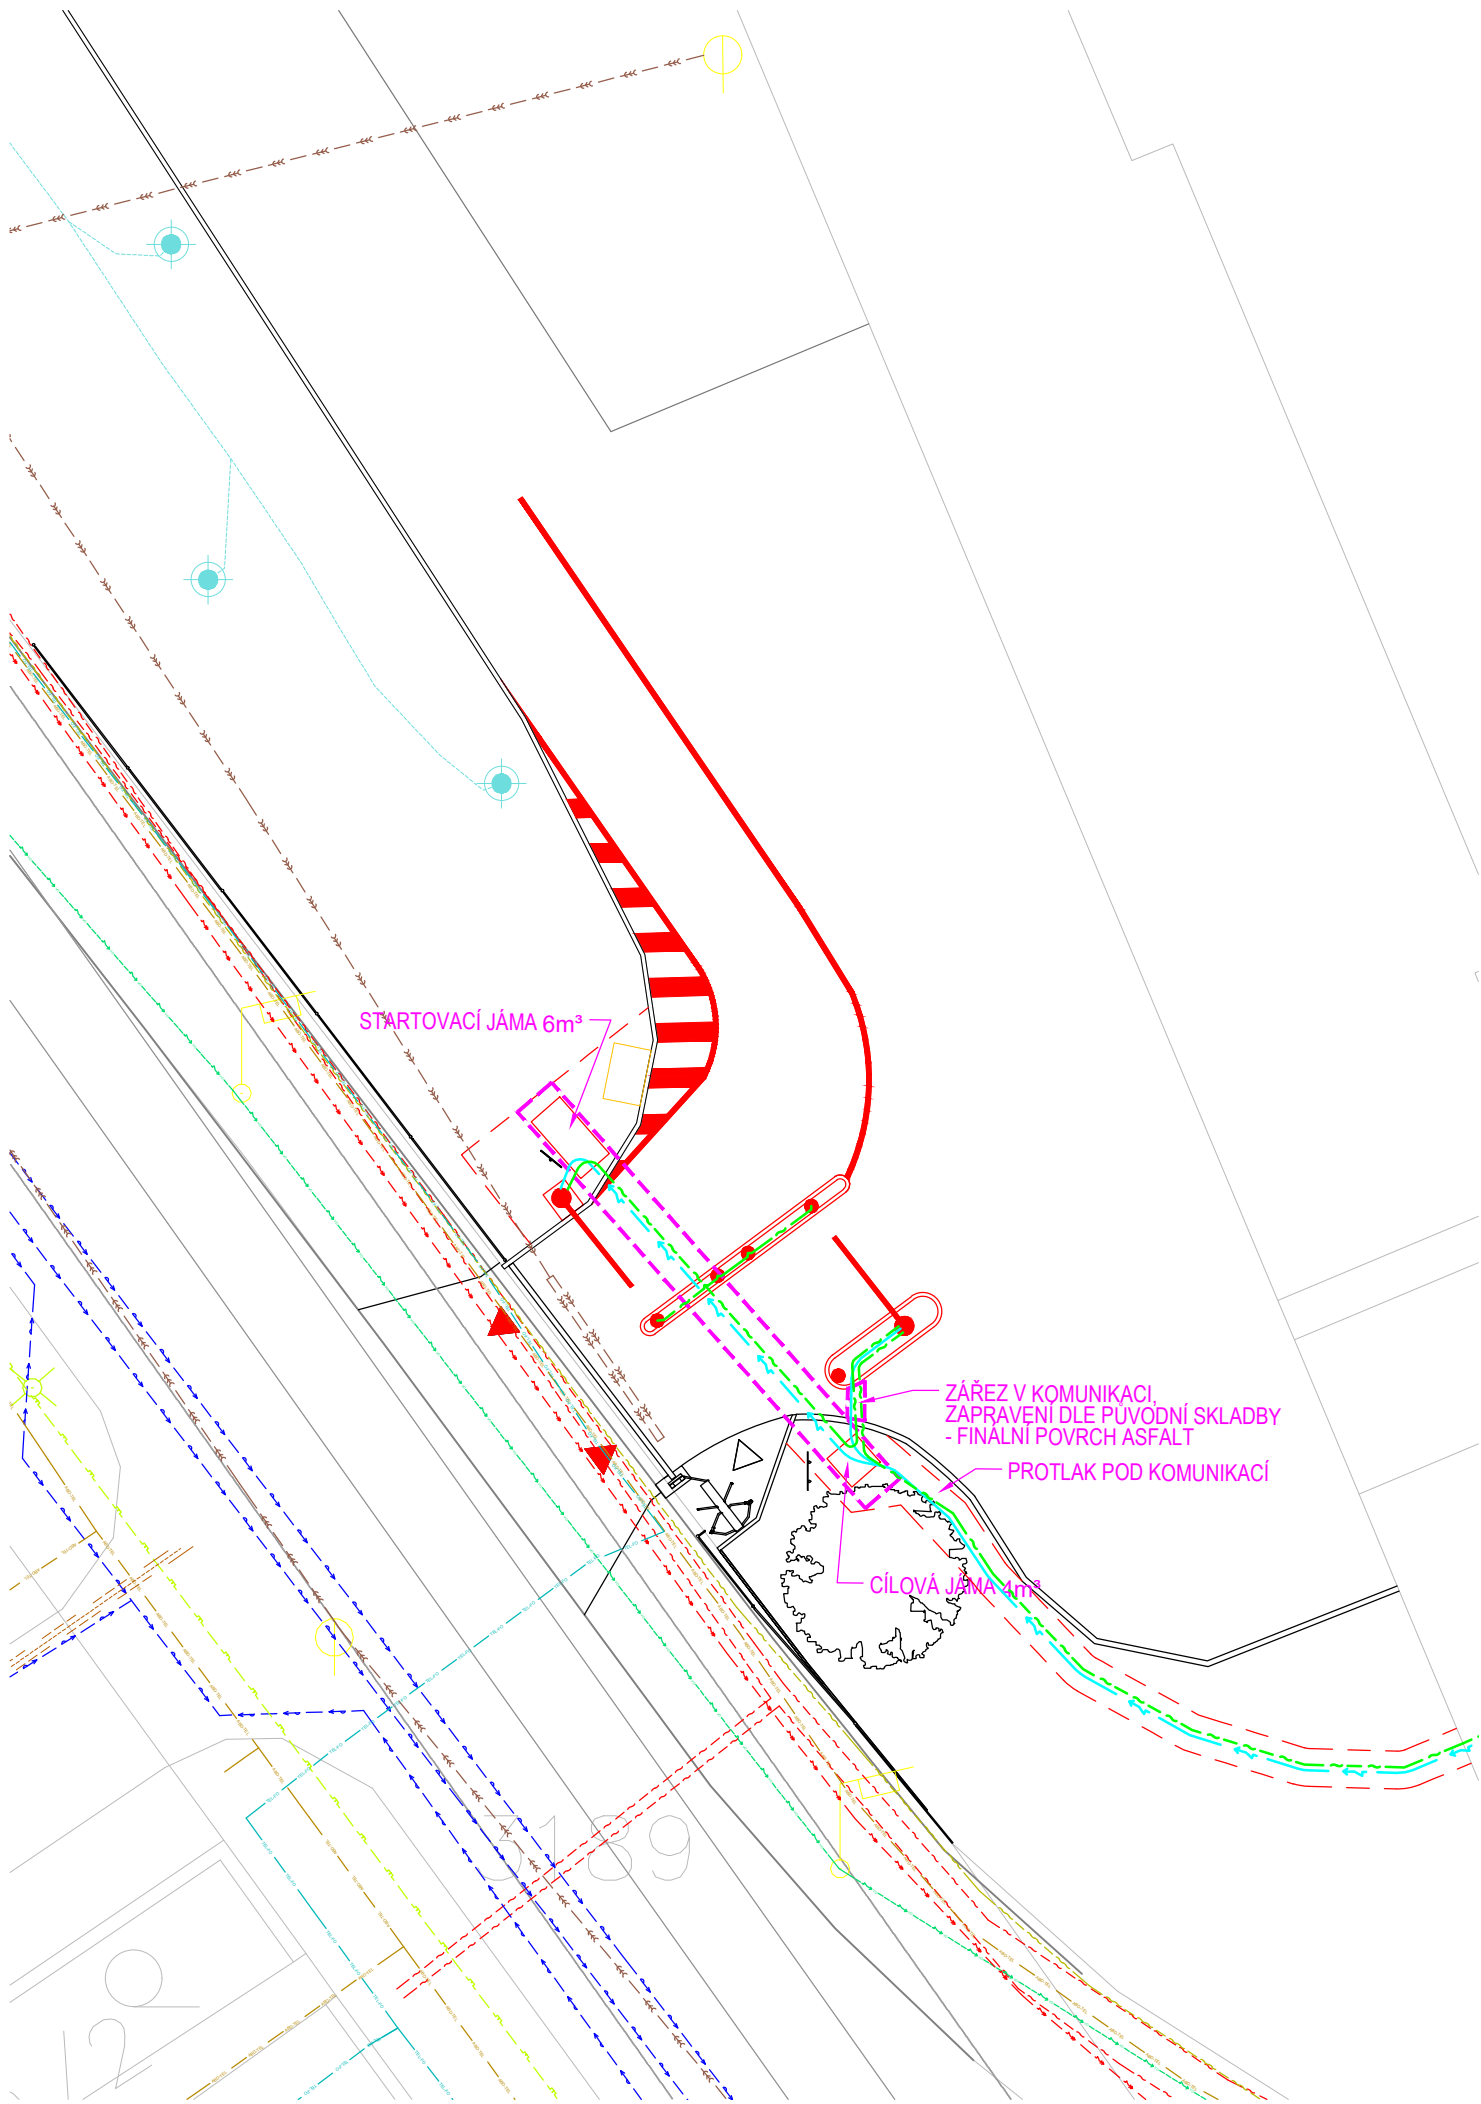 STARTOVACÍ JÁMA 6m³
ZÁŘEZ V KOMUNIKACI,
ZAPRAVENÍ DLE PŮVODNÍ SKLADBY
- FINÁLNÍ POVRCH ASFALT
PROTLAK POD KOMUNIKACÍ
CÍLOVÁ JÁMA 4m³
3189